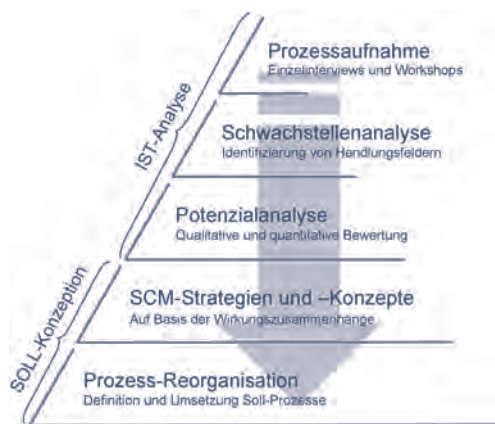 Prozessaufnahme
Einzelinterviews und Workshops
Schwachstellenanalyse
Identifizierung von Handlungsfeldern
Potenzialanalyse
Qualitative und quantitative Bewertung
SCM-Strategien und –Konzepte
Auf Basis der Wirkungszusammenhänge
Prozess-Reorganisation
Definition und Umsetzung Soll-Prozesse
IST-Analyse
SOLL-Konzeption